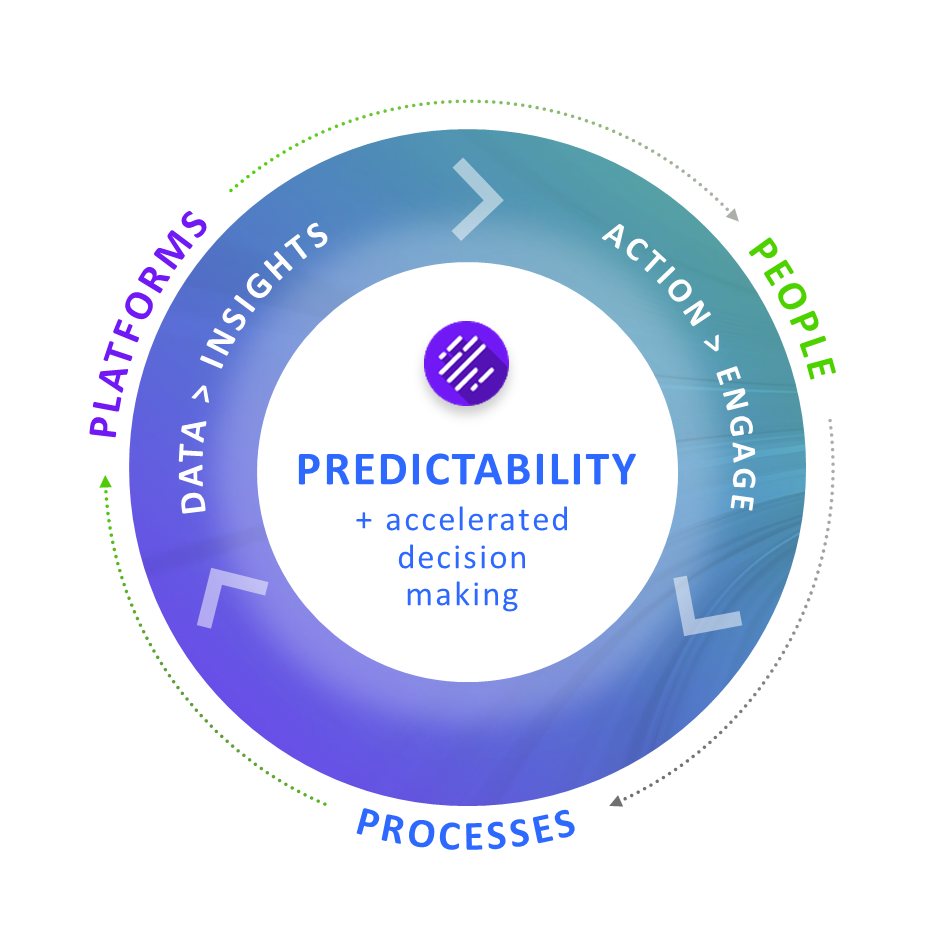 PLATFORMS
PEOPLE
DATA > INSIGHTS
ACTION > ENGAGE
PREDICTABILITY
+ accelerated
decision
making
PROCESSES